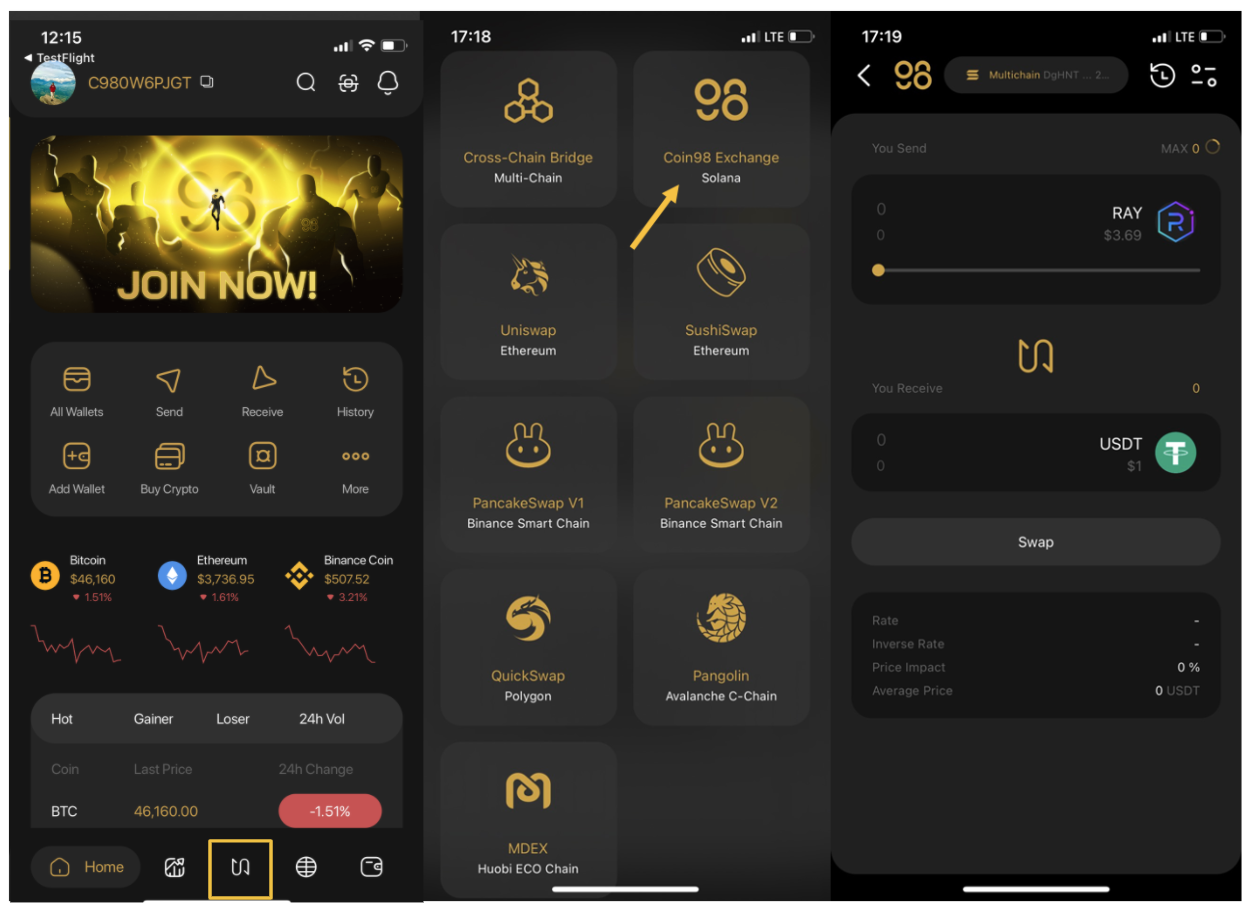 12:15
◀ TestFlight
C980W6PJGT
98
98
JOIN NOW!
All Wallets
Send
Receive
History
Add Wallet
Buy Crypto
Vault
More
Bitcoin
$46,160
▼ 1.51%
Ethereum
$3,736.95
▼ 1.61%
Binance Coin
$507.52
▼ 3.21%
Hot Gainer Loser 24h Vol
Coin Last Price 24h Change
BTC 46,160.00 -1.51%
Home
17:18
LTE
Cross-Chain Bridge
Multi-Chain
98
Coin98 Exchange
Solana
Uniswap
Ethereum
SushiSwap
Ethereum
PancakeSwap V1
Binance Smart Chain
PancakeSwap V2
Binance Smart Chain
QuickSwap
Polygon
Pangolin
Avalanche C-Chain
MDEX
Huobi ECO Chain
17:19
LTE
98
Multichain DgHNT ... 2...
You Send MAX 0
0 RAY
0 $3.69
You Receive 0
0 USDT
0 $1
Swap
Rate -
Inverse Rate -
Price Impact 0 %
Average Price 0 USDT